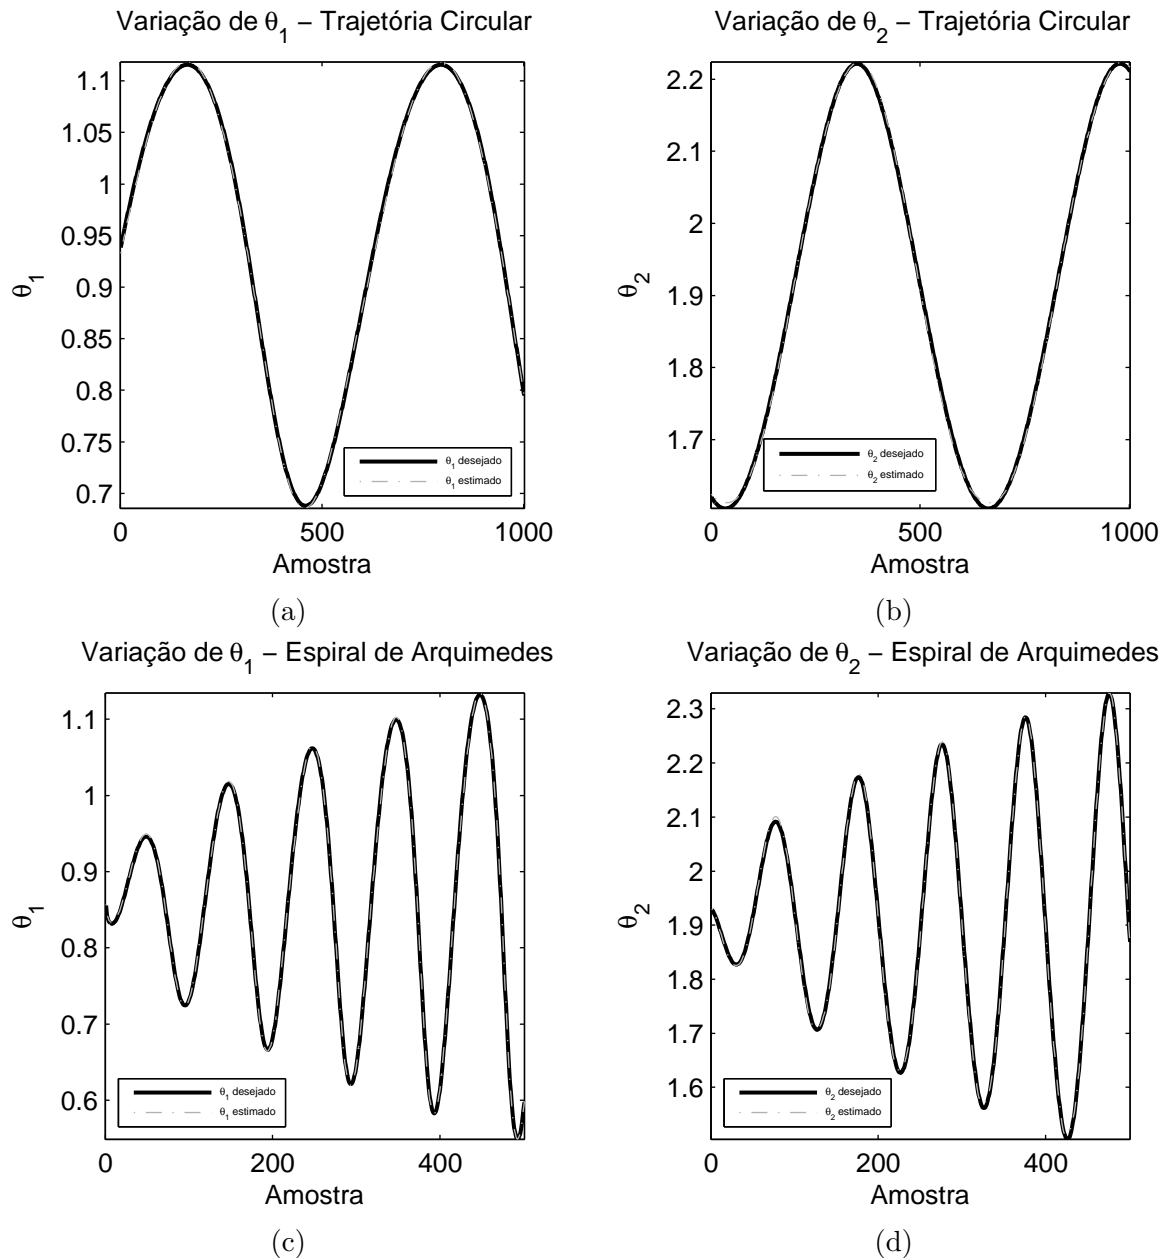 Variação de θ1 – Trajetória Circular
1.1
1.05
1
0.95
0.9
0.85
0.8
0.75
0.7
θ1
θ1 desejado
θ1 estimado
0 500 1000
Amostra
(a)
Variação de θ2 – Trajetória Circular
2.2
2.1
2
1.9
1.8
1.7
θ2
θ2 desejado
θ2 estimado
0 500 1000
Amostra
(b)
Variação de θ1 – Espiral de Arquimedes
1.1
1
0.9
0.8
0.7
0.6
θ1
θ1 desejado
θ1 estimado
0 200 400
Amostra
(c)
Variação de θ2 – Espiral de Arquimedes
2.3
2.2
2.1
2
1.9
1.8
1.7
1.6
θ2
θ2 desejado
θ2 estimado
0 200 400
Amostra
(d)